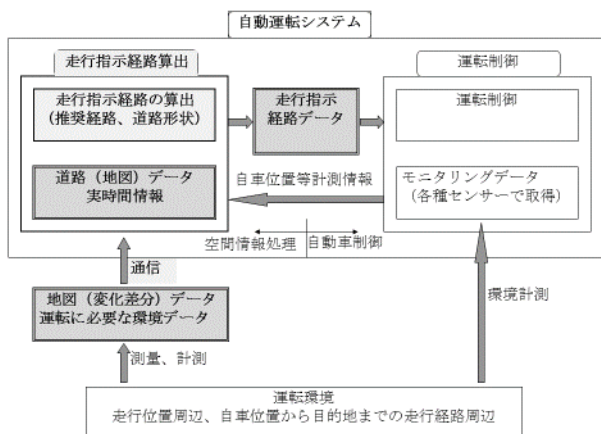 自動運転システム
走行指示経路算出
運転制御
走行指示経路の算出
(推奨経路、道路形状)
走行指示
経路データ
運転制御
道路（地図）データ
実時間情報
自車位置等計測情報
モニタリングデータ
(各種センサーで取得)
空間情報処理
自動車制御
通信
地図（変化差分）データ
運転に必要な環境データ
環境計測
測量、計測
運転環境
走行位置周辺、自車位置から目的地までの走行経路周辺